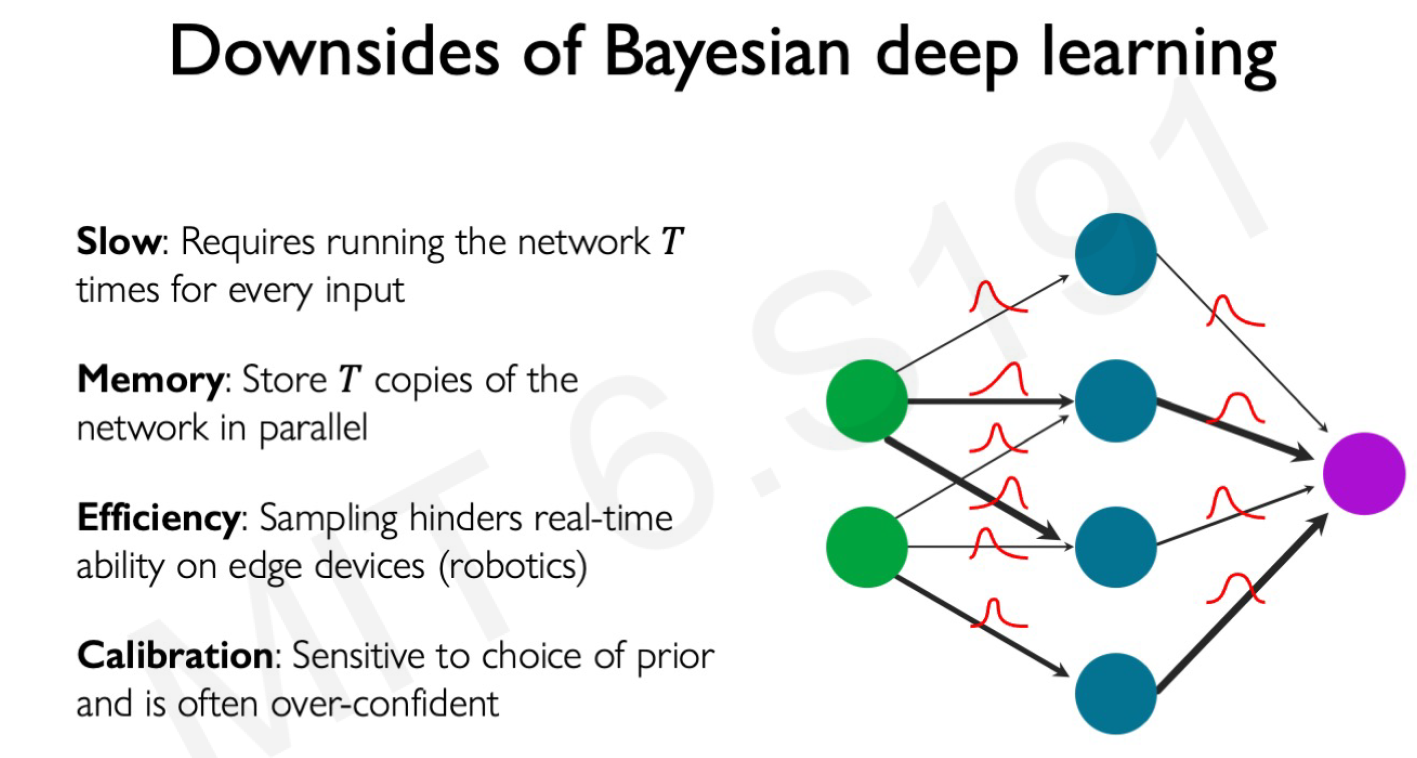 Downsides of Bayesian deep learning
Slow: Requires running the network T
times for every input
Memory: Store T copies of the
network in parallel
Efficiency: Sampling hinders real-time
ability on edge devices (robotics)
Calibration: Sensitive to choice of prior
and is often over-confident
MIT 6.S191